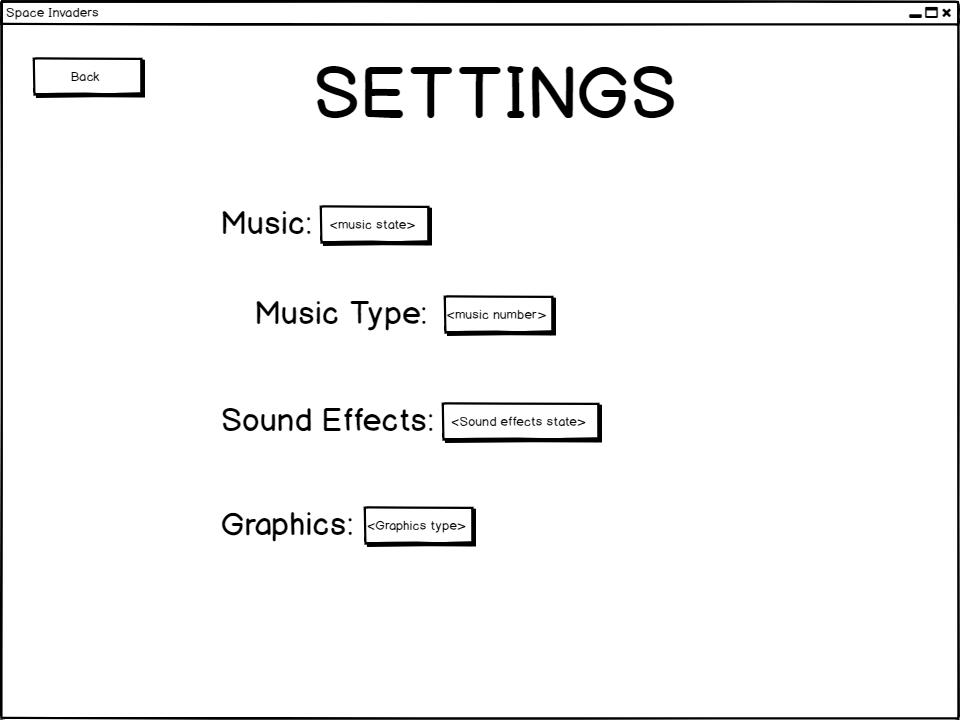 Space Invaders
Back
SETTINGS
Music: <music state>
Music Type: <music number>
Sound Effects: <Sound effects state>
Graphics: <Graphics type>